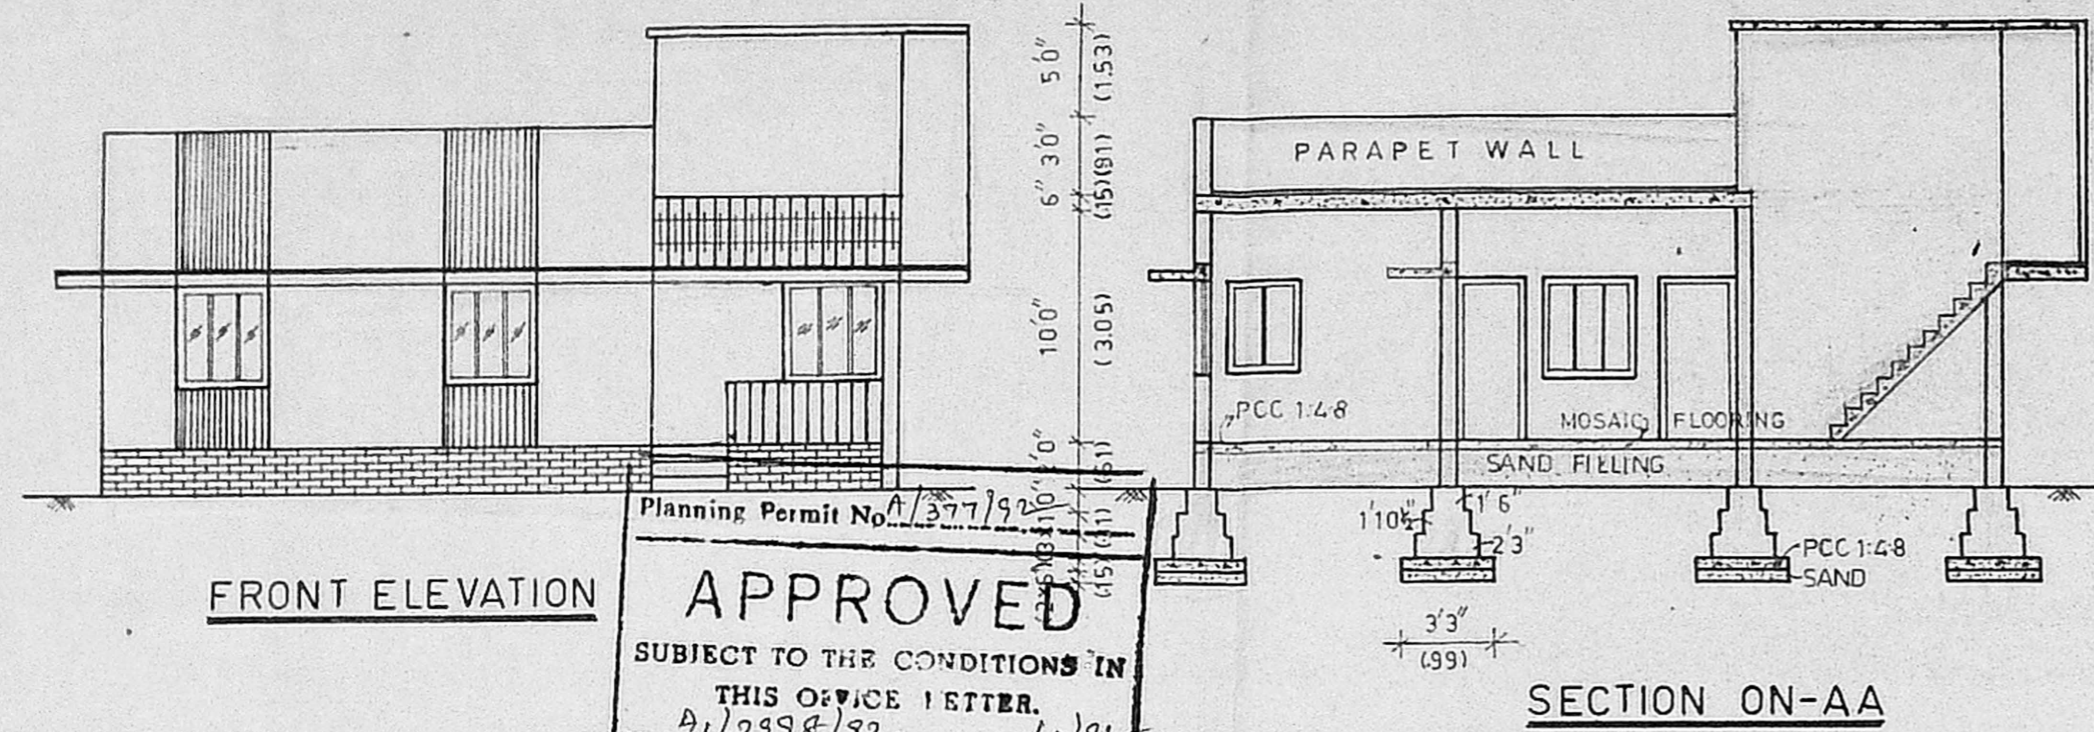 5'0"
(1.53)
3'0"
(91)
6"
(15)
10'0"
(3.05)
(61)
PARAPET WALL
PCC 1:4:8
MOSAIC FLOORING
SAND FILLING
1'10½"
1'6"
2'3"
PCC 1:4:8
SAND
3'3"
(.99)
FRONT ELEVATION
SECTION ON-AA
Planning Permit No A/377/92
APPROVED
SUBJECT TO THE CONDITIONS IN
THIS OFFICE LETTER.